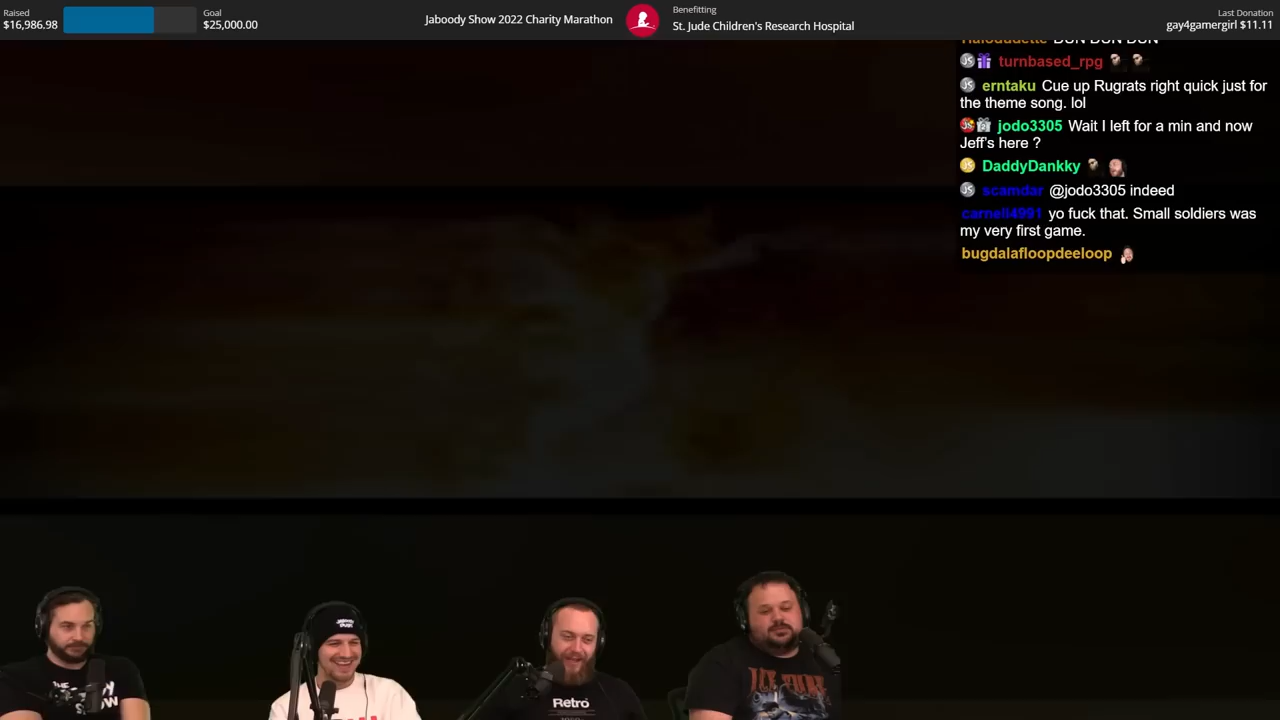 Raised
$16,986.98
Goal
$25,000.00
Jaboody Show 2022 Charity Marathon
Benefitting
St. Jude Children's Research Hospital
Last Donation
gay4gamergirl $11.11
DUN DUN DUN
turnbased_rpg
erntaku Cue up Rugrats right quick just for
the theme song. lol
jodo3305 Wait I left for a min and now
Jeff's here ?
DaddyDankky
scamdar @jodo3305 indeed
carnell4991 yo fuck that. Small soldiers was
my very first game.
bugdalafloopdeeloop
Retro